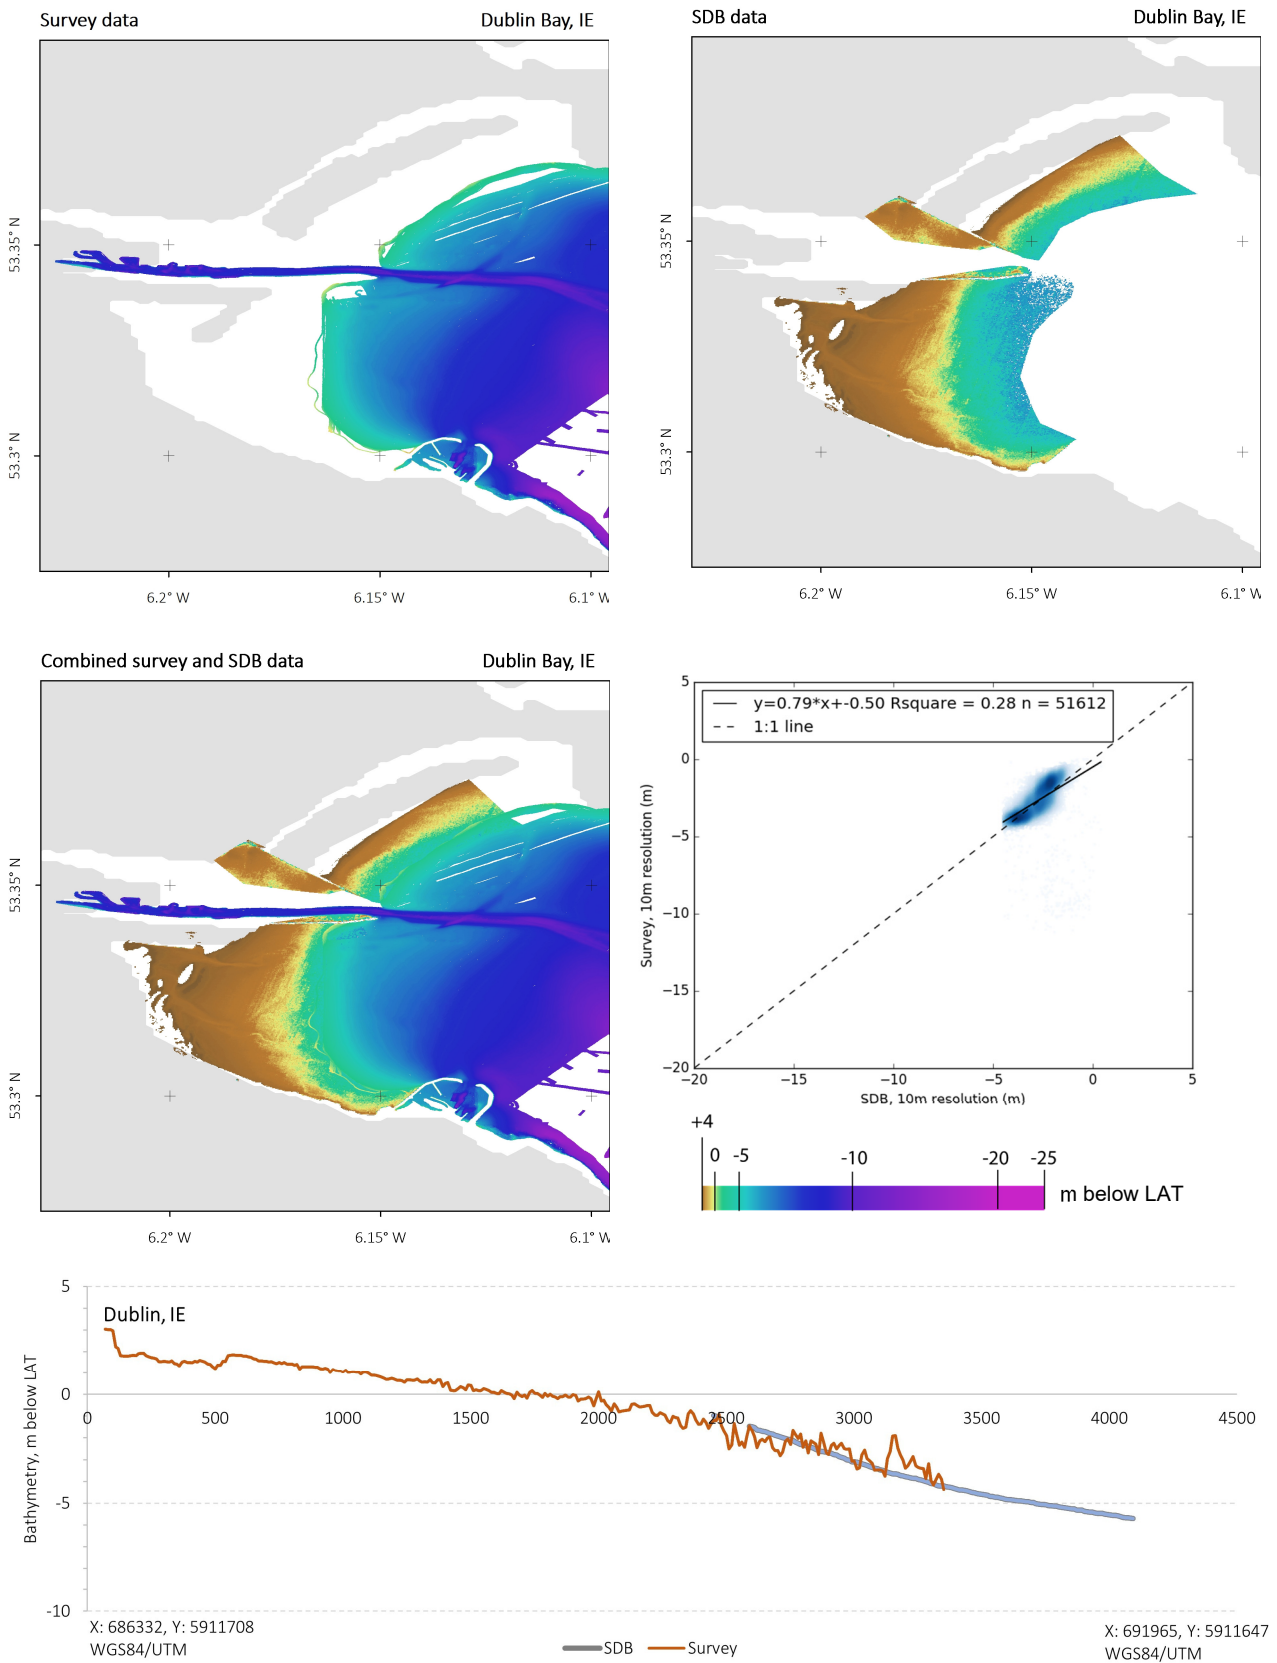 Survey data
Dublin Bay, IE
SDB data
Dublin Bay, IE
53.35° N
53.3° N
6.2° W
6.15° W
6.1° W
53.35° N
53.3° N
6.2° W
6.15° W
6.1° W
Combined survey and SDB data
Dublin Bay, IE
53.35° N
53.3° N
6.2° W
6.15° W
6.1° W
5
0
−5
−10
−15
−20
y=0.79*x+-0.50 Rsquare = 0.28 n = 51612
1:1 line
Survey, 10m resolution (m)
−20
−15
−10
−5
0
5
SDB, 10m resolution (m)
+4
0
-5
-10
-20
-25
m below LAT
5
0
-5
-10
Bathymetry, m below LAT
Dublin, IE
0
500
1000
1500
2000
2500
3000
3500
4000
4500
X: 686332, Y: 5911708
WGS84/UTM
SDB
Survey
X: 691965, Y: 5911647
WGS84/UTM